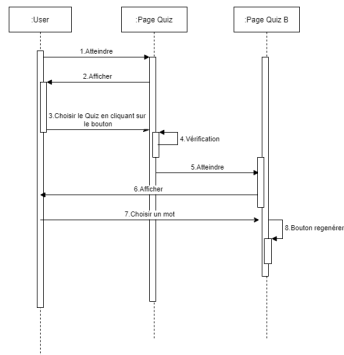 :User
:Page Quiz
:Page Quiz B
1.Atteindre
2.Afficher
3.Choisir le Quiz en cliquant sur
le bouton
4.Vérification
5.Atteindre
6.Afficher
7.Choisir un mot
8.Bouton regenérer